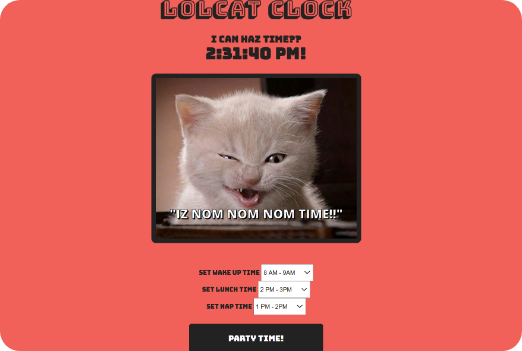 LOLCAT CLOCK
I CAN HAZ TIME??
2:31:40 PM!
"IZ NOM NOM NOM TIME!!"
SET WAKE UP TIME 8 AM - 9AM
SET LUNCH TIME 2 PM - 3PM
SET NAP TIME 1 PM - 2PM
PARTY TIME!